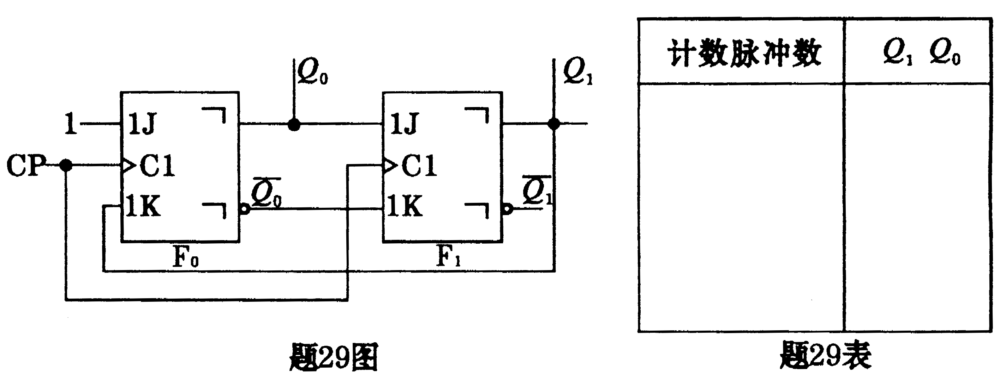 Q₀
Q₁
1
1J
1J
CP
C1
C1
Q̅₀
Q̅₁
1K
1K
F₀
F₁
题29图
计数脉冲数
Q₁ Q₀
题29表